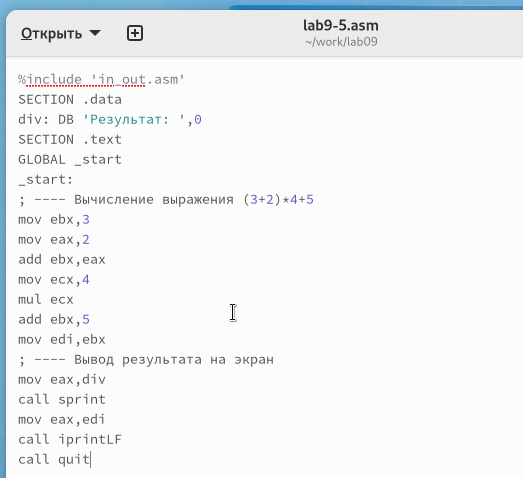 Открыть
lab9-5.asm
~/work/lab09
%include 'in_out.asm'
SECTION .data
div: DB 'Результат: ',0
SECTION .text
GLOBAL _start
_start:
; ---- Вычисление выражения (3+2)*4+5
mov ebx,3
mov eax,2
add ebx,eax
mov ecx,4
mul ecx
add ebx,5
mov edi,ebx
; ---- Вывод результата на экран
mov eax,div
call sprint
mov eax,edi
call iprintLF
call quit